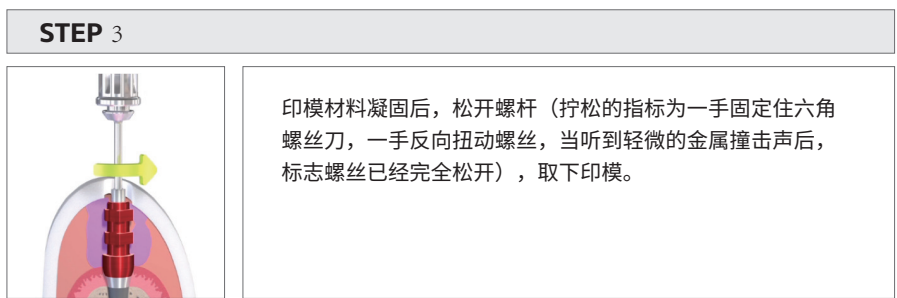 STEP 3
印模材料凝固后，松开螺杆（拧松的指标为一手固定住六角
螺丝刀，一手反向扭动螺丝，当听到轻微的金属撞击声后，
标志螺丝已经完全松开），取下印模。